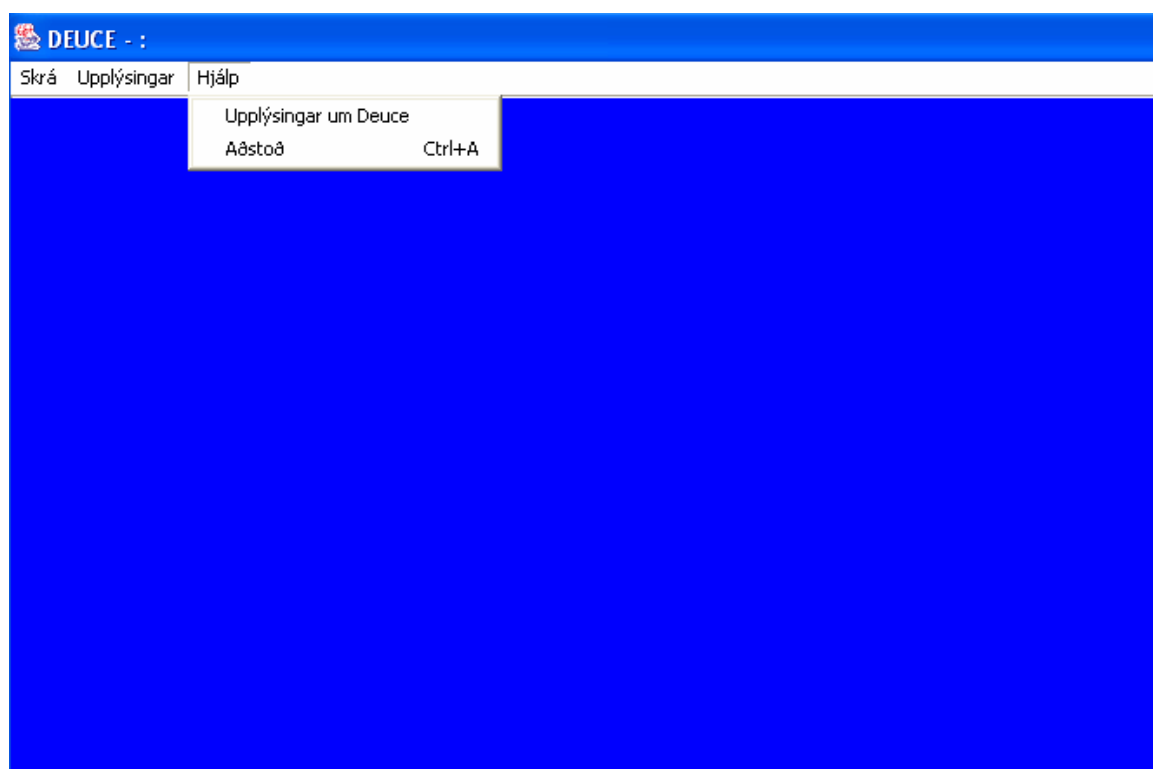 DEUCE - :
Skrá Upplýsingar Hjálp
Upplýsingar um Deuce
Aðstoð Ctrl+A